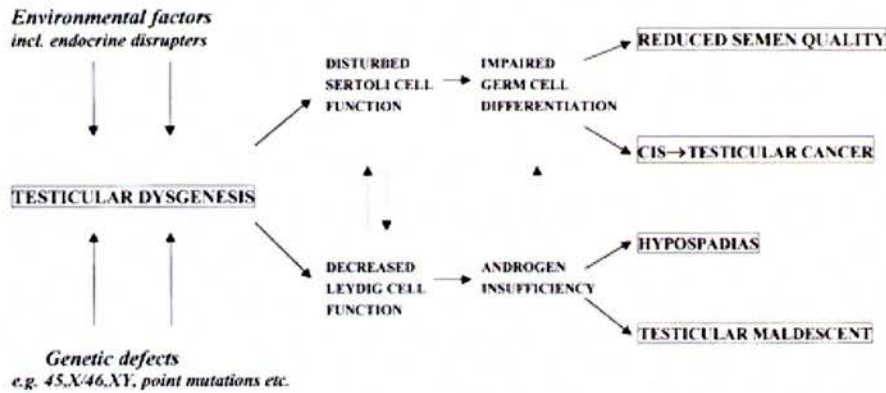 Environmental factors
incl. endocrine disrupters
DISTURBED
SERTOLI CELL
FUNCTION
IMPAIRED
GERM CELL
DIFFERENTIATION
REDUCED SEMEN QUALITY
CIS→TESTICULAR CANCER
TESTICULAR DYSGENESIS
DECREASED
LEYDIG CELL
FUNCTION
ANDROGEN
INSUFFICIENCY
HYPOSPADIAS
TESTICULAR MALDESCENT
Genetic defects
e.g. 45,X/46,XY, point mutations etc.